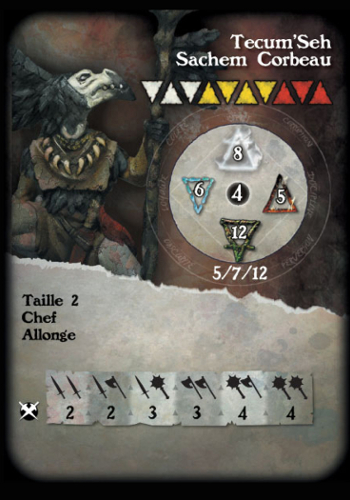 Tecum'Seh
Sachem Corbeau
8
6
4
5
12
5/7/12
Taille 2
Chef
Allonge
2 2 3 3 4 4